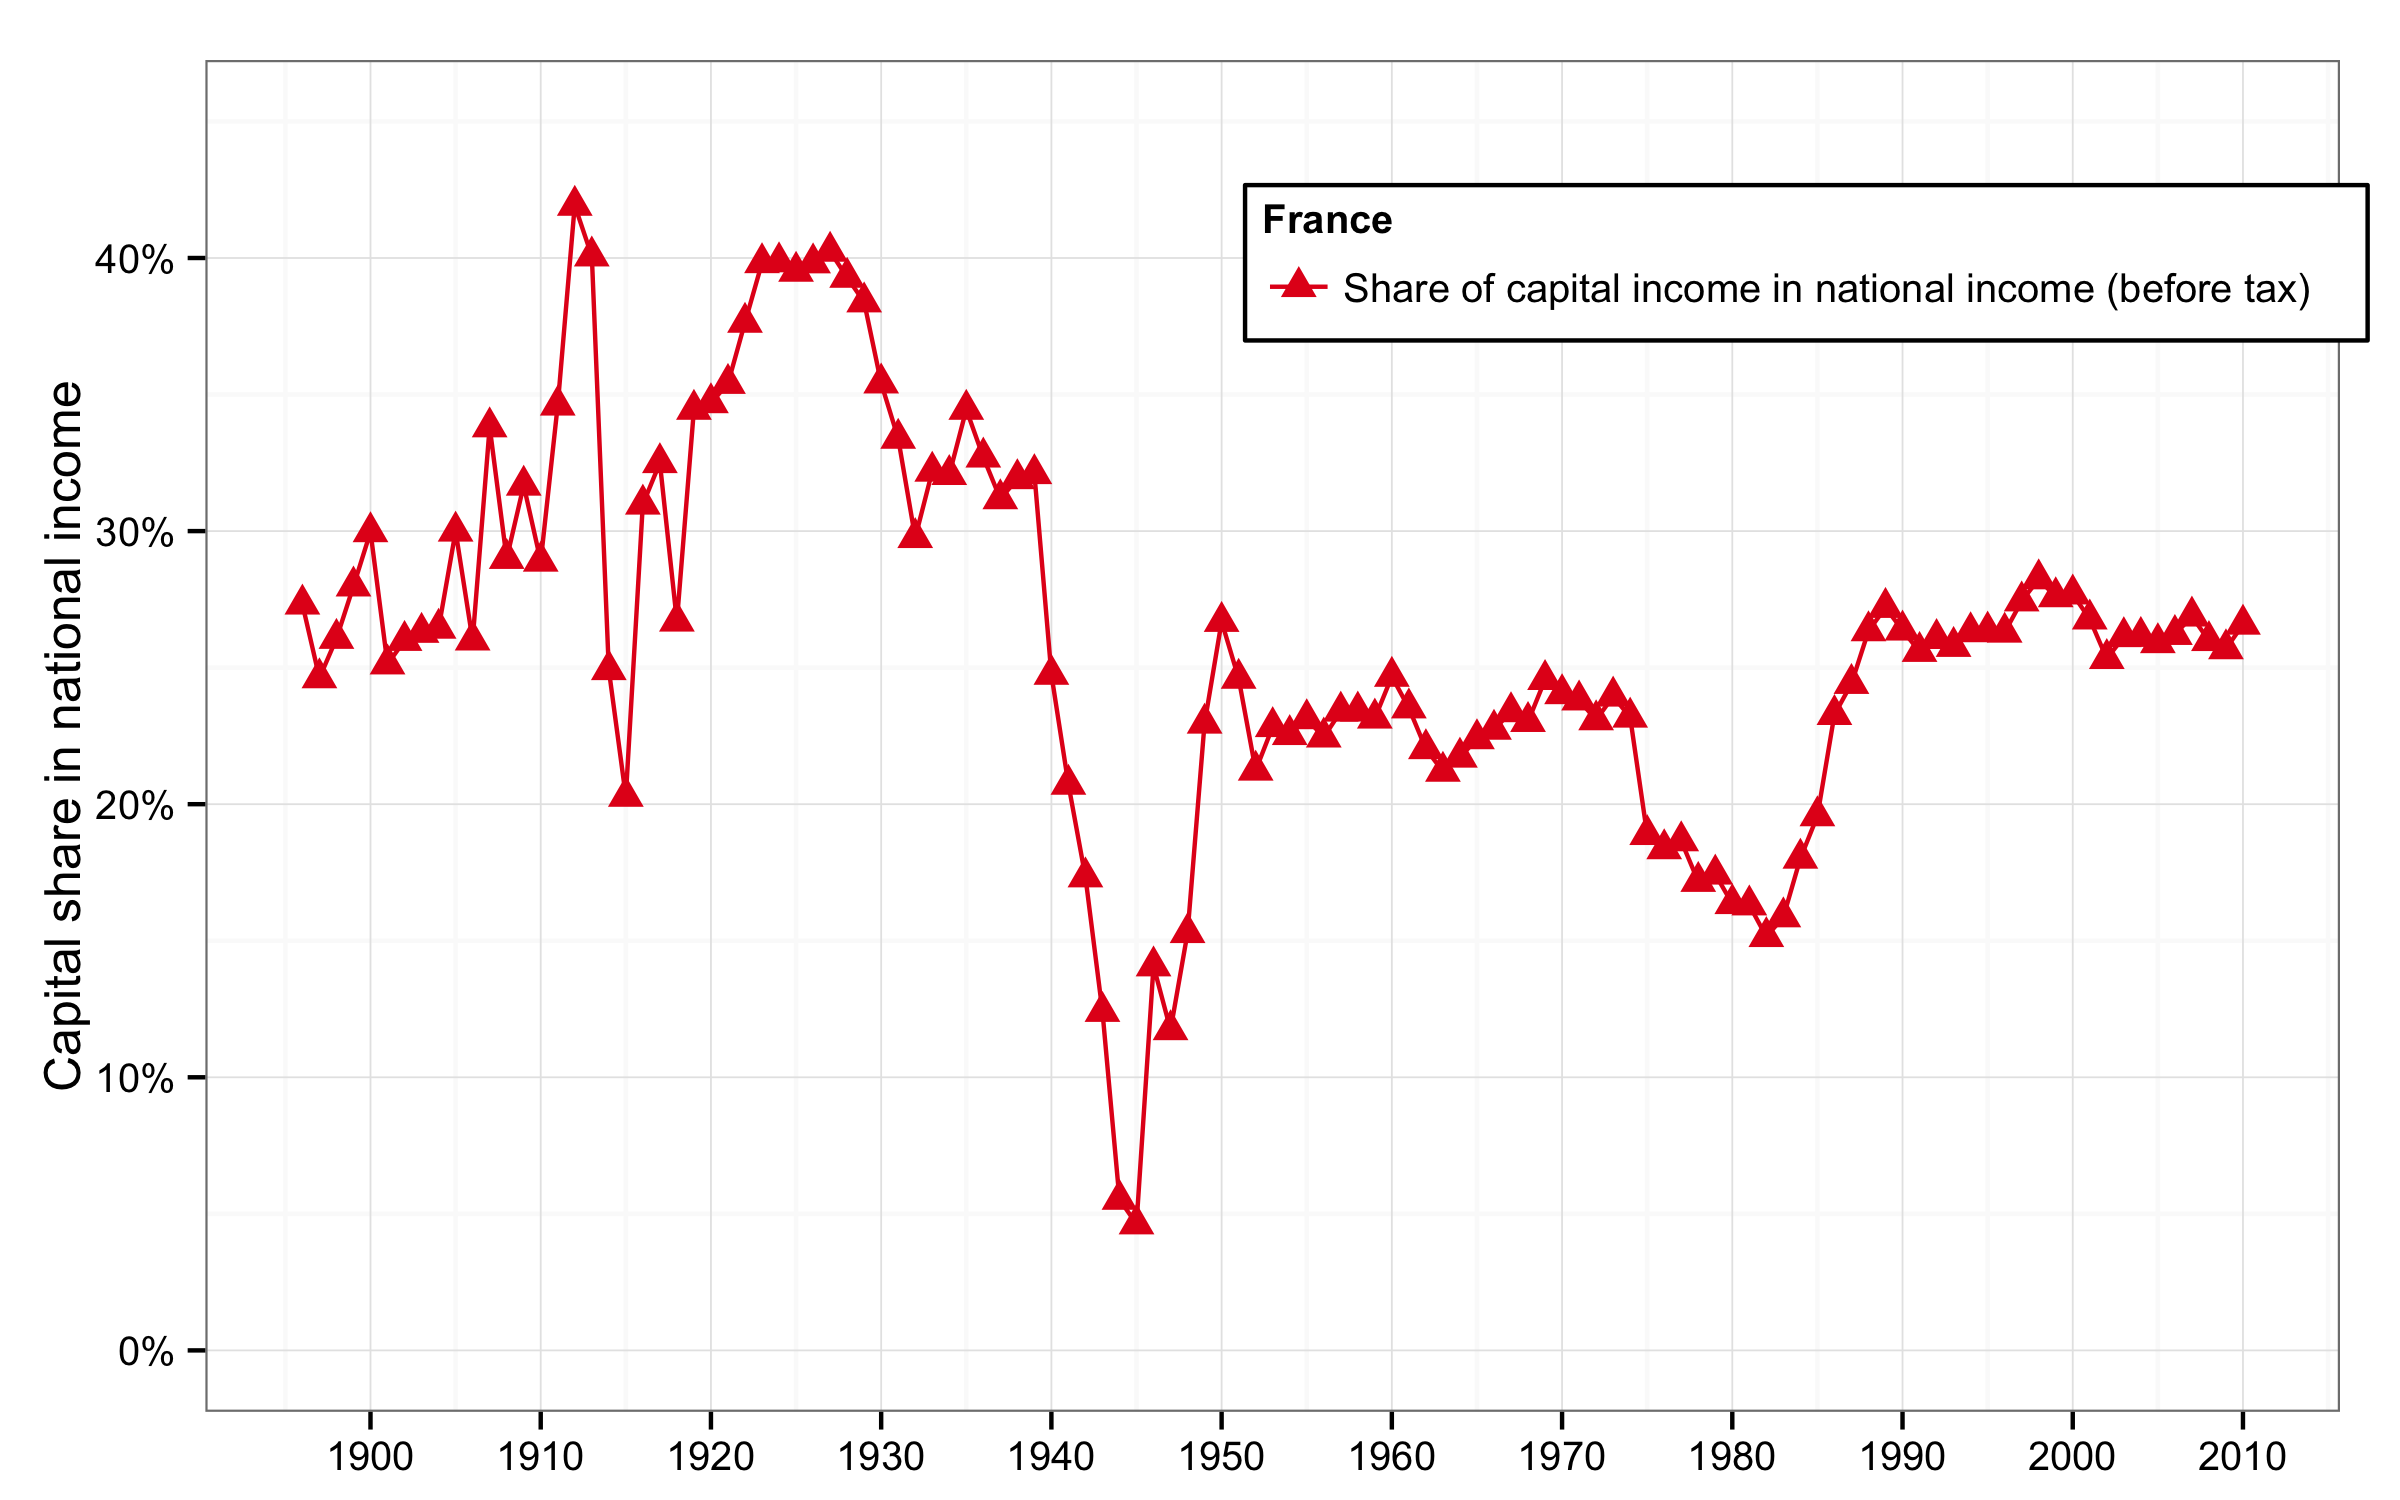 France
Share of capital income in national income (before tax)
Capital share in national income
40%
30%
20%
10%
0%
1900 1910 1920 1930 1940 1950 1960 1970 1980 1990 2000 2010